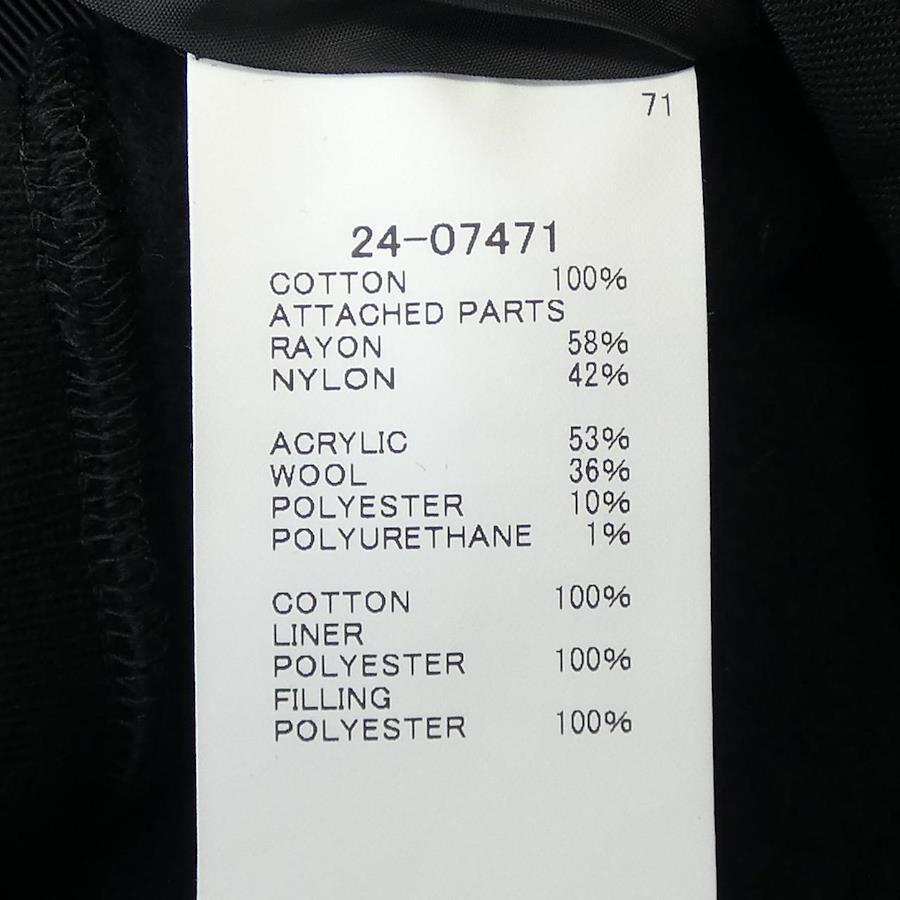 71
24-07471
COTTON 100%
ATTACHED PARTS
RAYON 58%
NYLON 42%
ACRYLIC 53%
WOOL 36%
POLYESTER 10%
POLYURETHANE 1%
COTTON 100%
LINER
POLYESTER 100%
FILLING
POLYESTER 100%